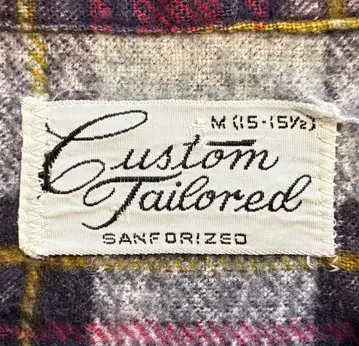 M (15-15½)
Custom
Tailored
SANFORIZED